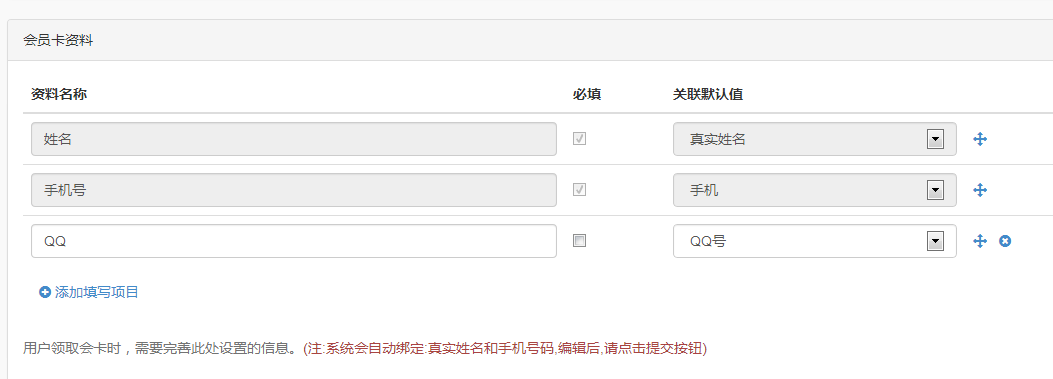 会员卡资料
资料名称 必填 关联默认值
姓名 真实姓名
手机号 手机
QQ QQ号
添加填写项目
用户领取会卡时，需要完善此处设置的信息。(注:系统会自动绑定:真实姓名和手机号码,编辑后,请点击提交按钮)